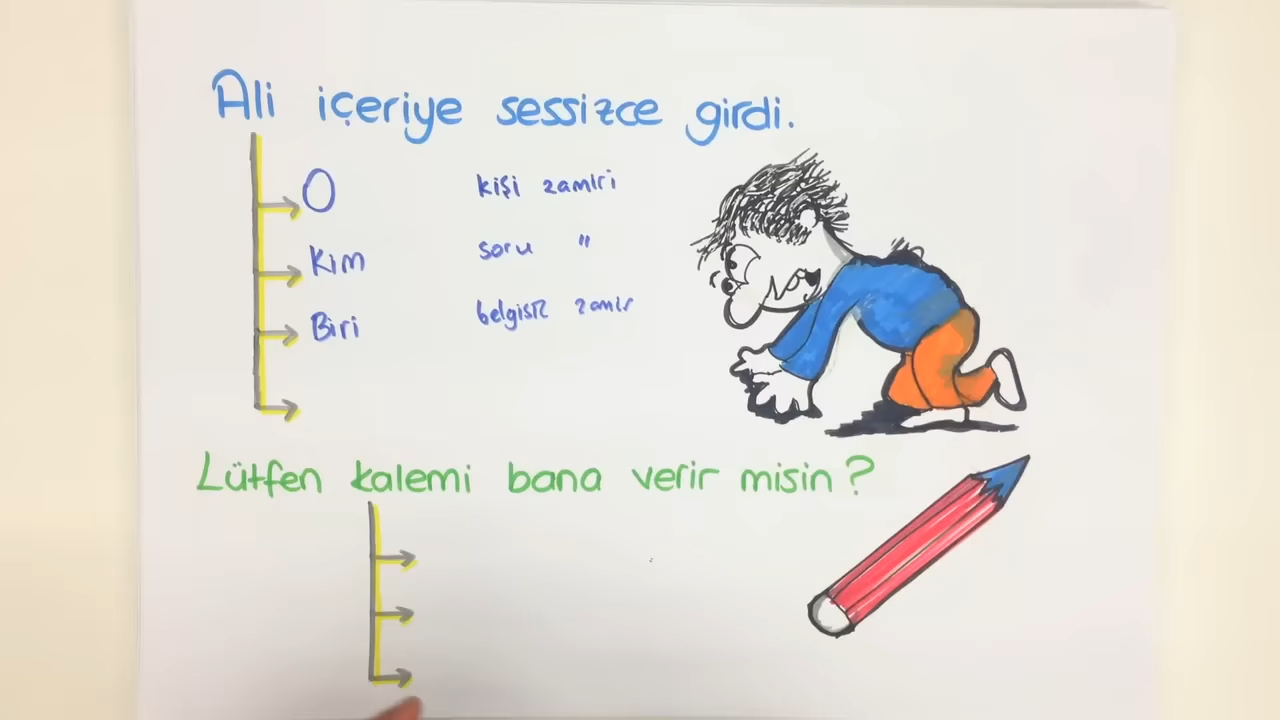 Ali içeriye sessizce girdi.
O kişi zamiri
Kim soru "
Biri belgisiz zamir
Lütfen kalemi bana verir misin?